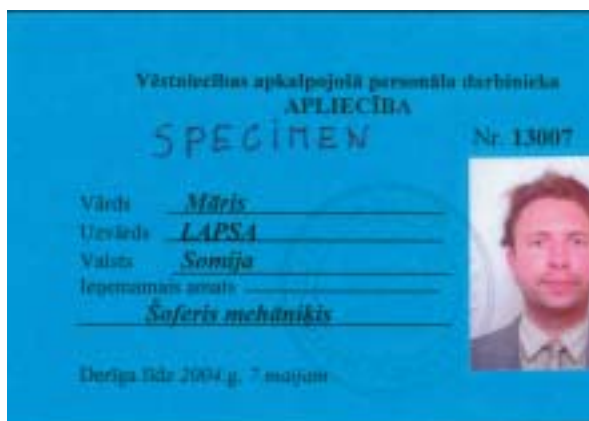 Vēstniecības apkalpojošā personāla darbinieka
APLIECĪBA
SPECIMEN
Nr. 13007
Vārds Māris
Uzvārds LAPSA
Valsts Somija
Ieņemamais amats
Šoferis mehāniķis
Derīga līdz 2004.g. 7 maijam